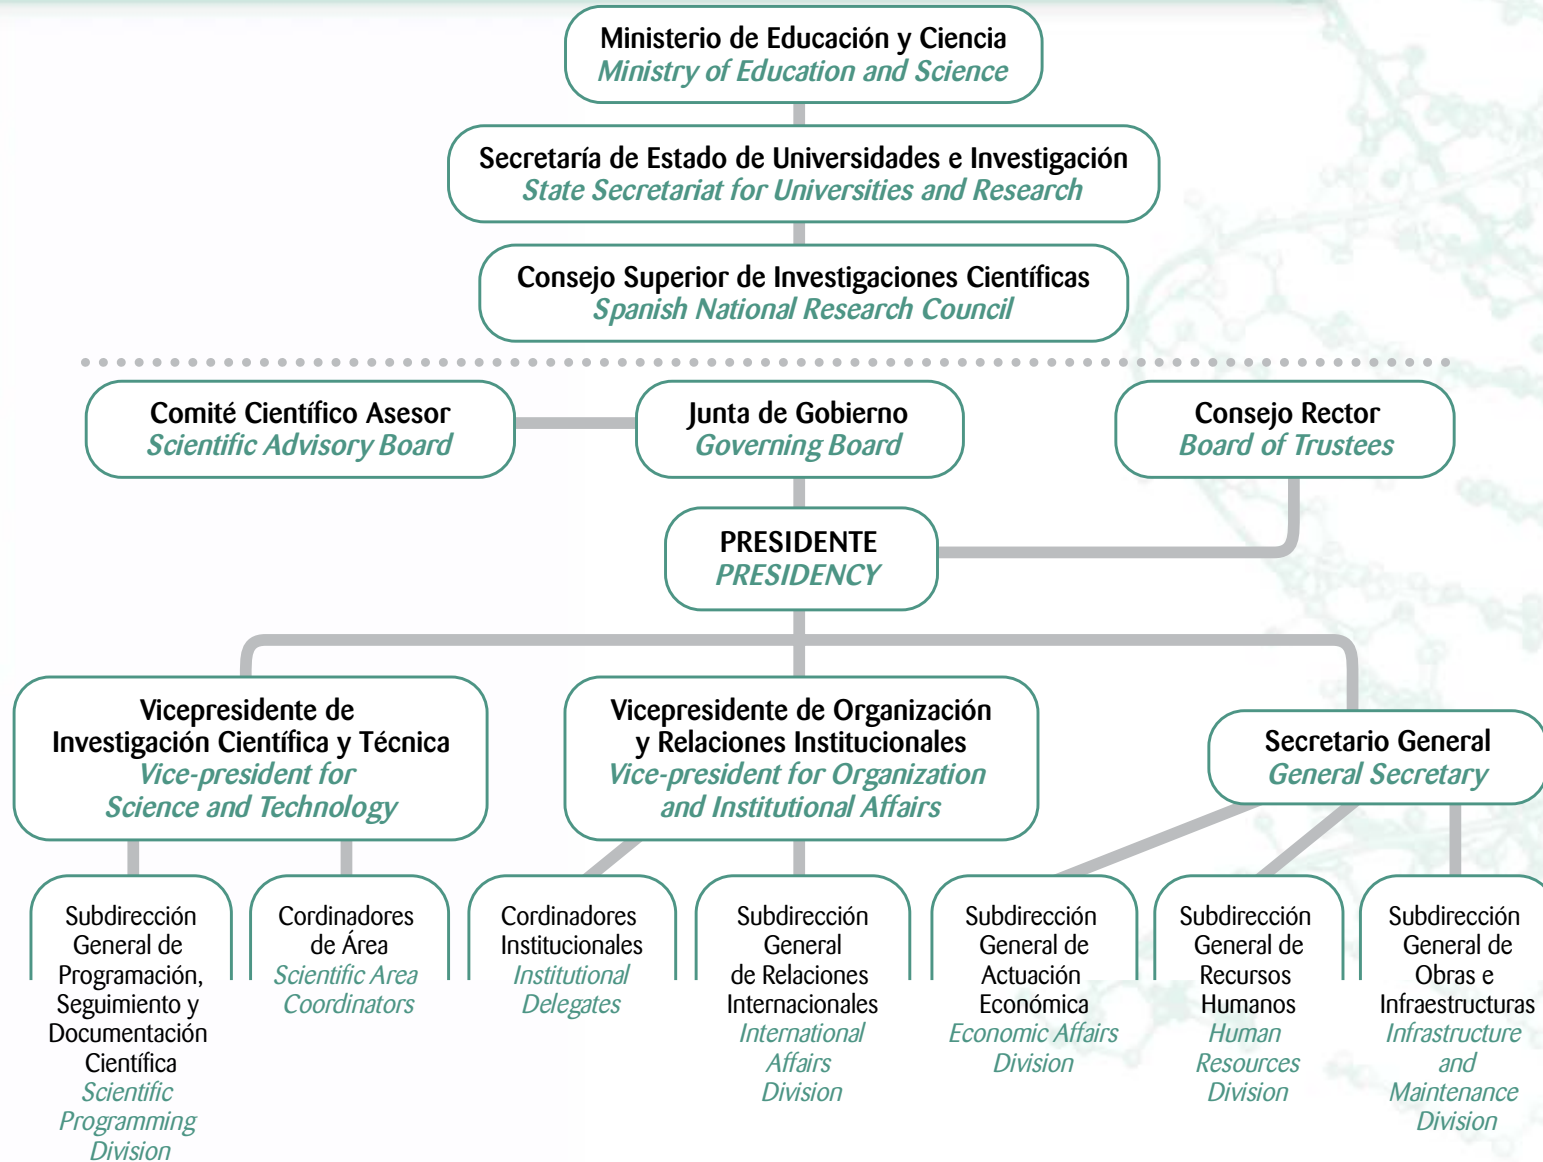 Ministerio de Educación y Ciencia
Ministry of Education and Science
Secretaría de Estado de Universidades e Investigación
State Secretariat for Universities and Research
Consejo Superior de Investigaciones Científicas
Spanish National Research Council
Comité Científico Asesor
Scientific Advisory Board
Junta de Gobierno
Governing Board
Consejo Rector
Board of Trustees
PRESIDENTE
PRESIDENCY
Vicepresidente de
Investigación Científica y Técnica
Vice-president for
Science and Technology
Vicepresidente de Organización
y Relaciones Institucionales
Vice-president for Organization
and Institutional Affairs
Secretario General
General Secretary
Subdirección
General de
Programación,
Seguimiento y
Documentación
Científica
Scientific
Programming
Division
Cordinadores
de Área
Scientific Area
Coordinators
Cordinadores
Institucionales
Institutional
Delegates
Subdirección
General
de Relaciones
Internacionales
International
Affairs
Division
Subdirección
General de
Actuación
Económica
Economic Affairs
Division
Subdirección
General de
Recursos
Humanos
Human
Resources
Division
Subdirección
General de
Obras e
Infraestructuras
Infrastructure
and
Maintenance
Division